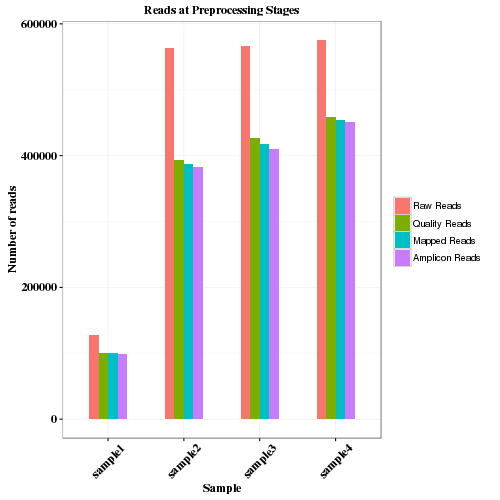 Reads at Preprocessing Stages
600000
400000
200000
0
Number of reads
sample1
sample2
sample3
sample4
Sample
Raw Reads
Quality Reads
Mapped Reads
Amplicon Reads